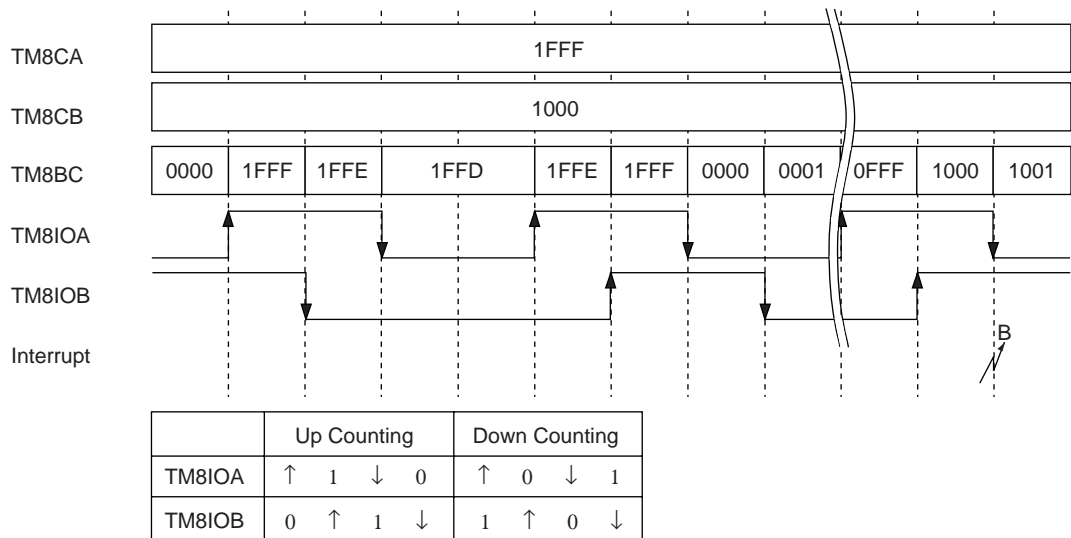 TM8CA 1FFF
TM8CB 1000
TM8BC 0000 1FFF 1FFE 1FFD 1FFE 1FFF 0000 0001 0FFF 1000 1001
TM8IOA
TM8IOB
Interrupt B
Up Counting Down Counting
TM8IOA ↑ 1 ↓ 0 ↑ 0 ↓ 1
TM8IOB 0 ↑ 1 ↓ 1 ↑ 0 ↓